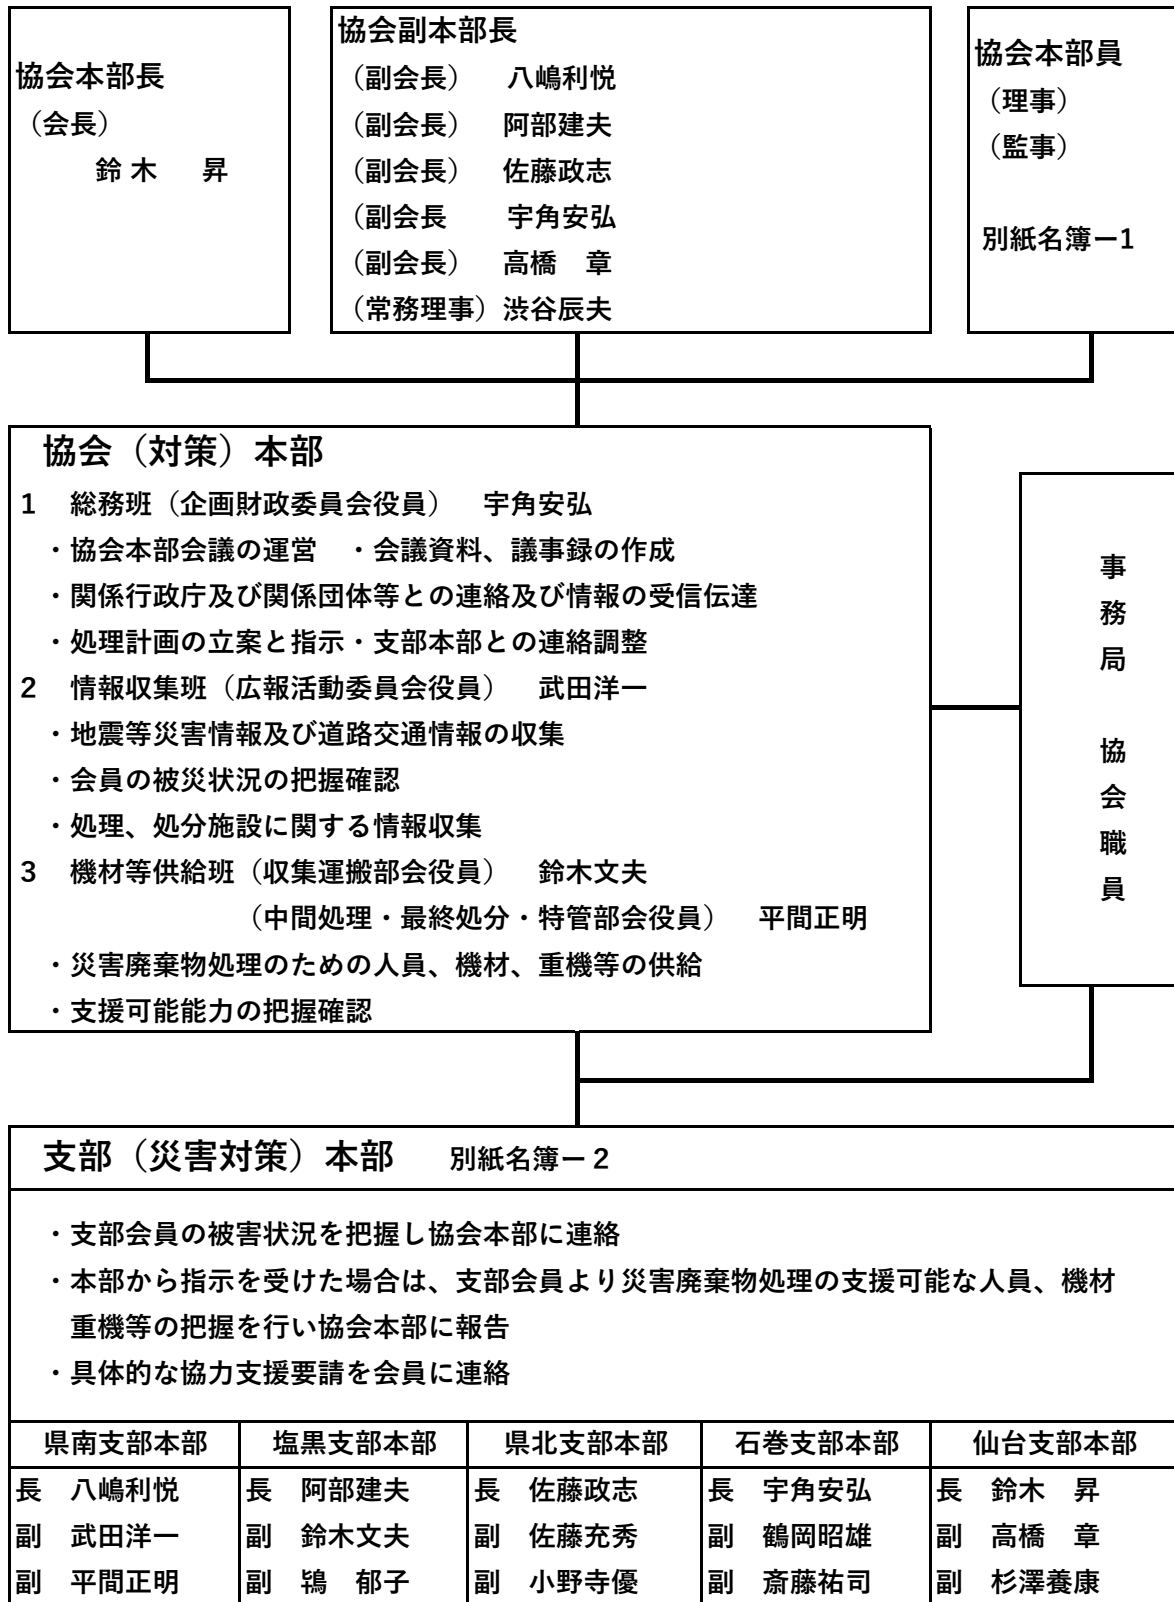 協会本部長
（会長）
鈴 木　昇
協会副本部長
（副会長）　八嶋利悦
（副会長）　阿部建夫
（副会長）　佐藤政志
（副会長　宇角安弘
（副会長）　高橋　章
（常務理事）渋谷辰夫
協会本部員
（理事）
（監事）
別紙名簿ー1
協会（対策）本部
1　総務班（企画財政委員会役員）　宇角安弘
・協会本部会議の運営　・会議資料、議事録の作成
・関係行政庁及び関係団体等との連絡及び情報の受信伝達
・処理計画の立案と指示・支部本部との連絡調整
2　情報収集班（広報活動委員会役員）　武田洋一
・地震等災害情報及び道路交通情報の収集
・会員の被災状況の把握確認
・処理、処分施設に関する情報収集
3　機材等供給班（収集運搬部会役員）　鈴木文夫
（中間処理・最終処分・特管部会役員）　平間正明
・災害廃棄物処理のための人員、機材、重機等の供給
・支援可能能力の把握確認
事務局　協会職員
支部（災害対策）本部　別紙名簿ー２
・支部会員の被害状況を把握し協会本部に連絡
・本部から指示を受けた場合は、支部会員より災害廃棄物処理の支援可能な人員、機材
重機等の把握を行い協会本部に報告
・具体的な協力支援要請を会員に連絡
県南支部本部　塩黒支部本部　県北支部本部　石巻支部本部　仙台支部本部
長　八嶋利悦　長　阿部建夫　長　佐藤政志　長　宇角安弘　長　鈴木　昇
副　武田洋一　副　鈴木文夫　副　佐藤充秀　副　鶴岡昭雄　副　高橋　章
副　平間正明　副　郁子　副　小野寺優　副　斎藤祐司　副　杉澤養康